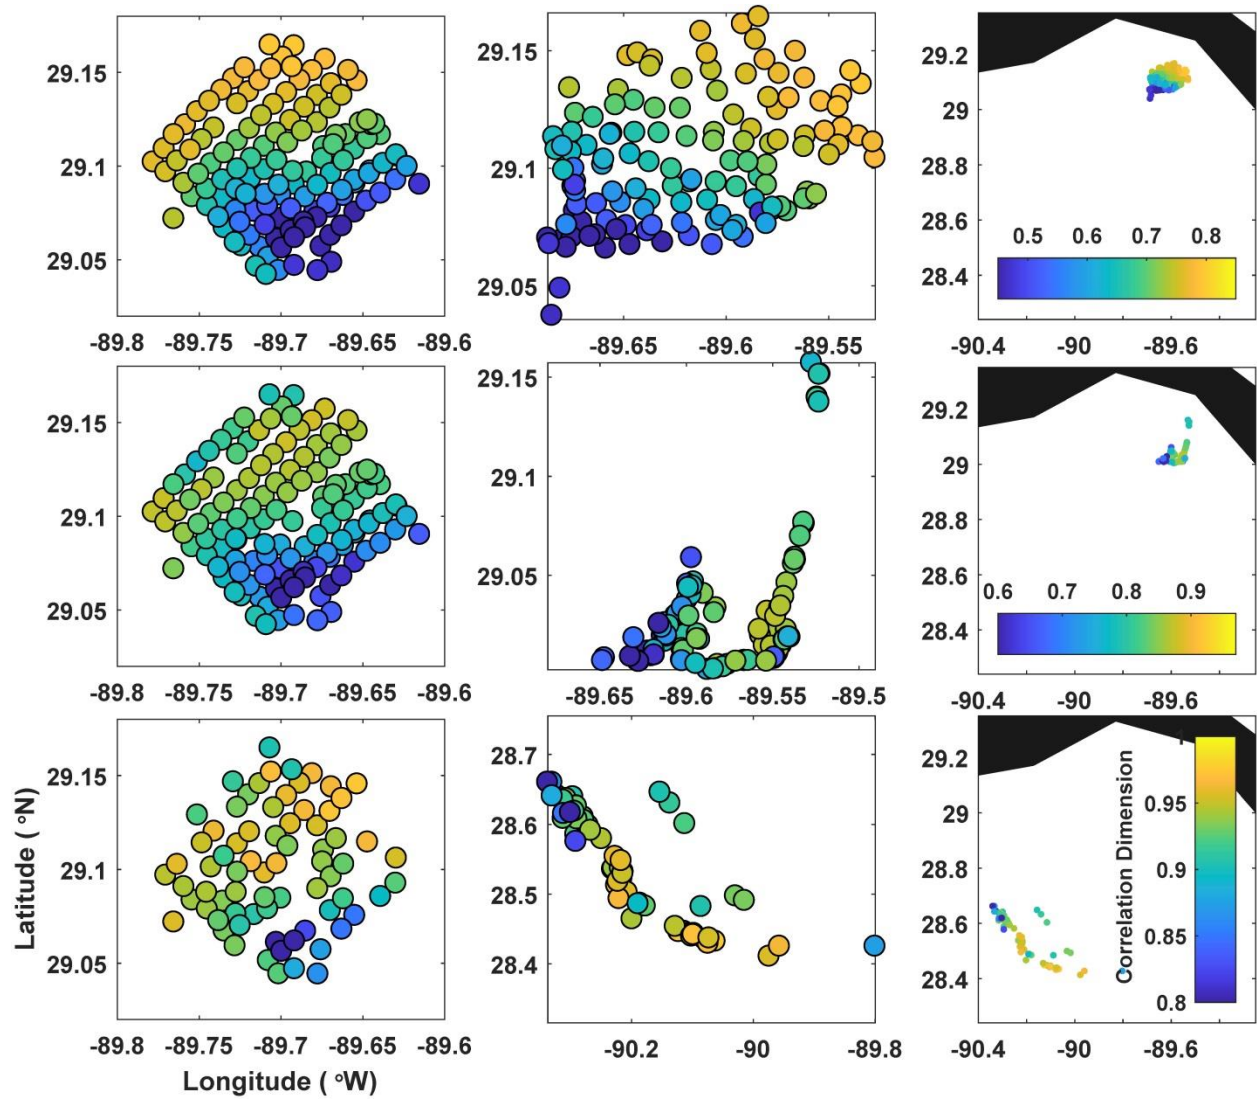 29.15
29.1
29.05
-89.8 -89.75 -89.7 -89.65 -89.6
29.15
29.1
29.05
-89.65 -89.6 -89.55
29.2
29
28.8
28.6
28.4
0.5 0.6 0.7 0.8
-90.4 -90 -89.6
29.15
29.1
29.05
-89.8 -89.75 -89.7 -89.65 -89.6
29.15
29.1
29.05
-89.65 -89.6 -89.55 -89.5
29.2
29
28.8
28.6
28.4
0.6 0.7 0.8 0.9
-90.4 -90 -89.6
29.15
29.1
29.05
-89.8 -89.75 -89.7 -89.65 -89.6
Latitude ( °N)
Longitude ( °W)
28.7
28.6
28.5
28.4
-90.2 -90 -89.8
29.2
29
28.8
28.6
28.4
-90.4 -90 -89.6
Correlation Dimension
1
0.95
0.9
0.85
0.8